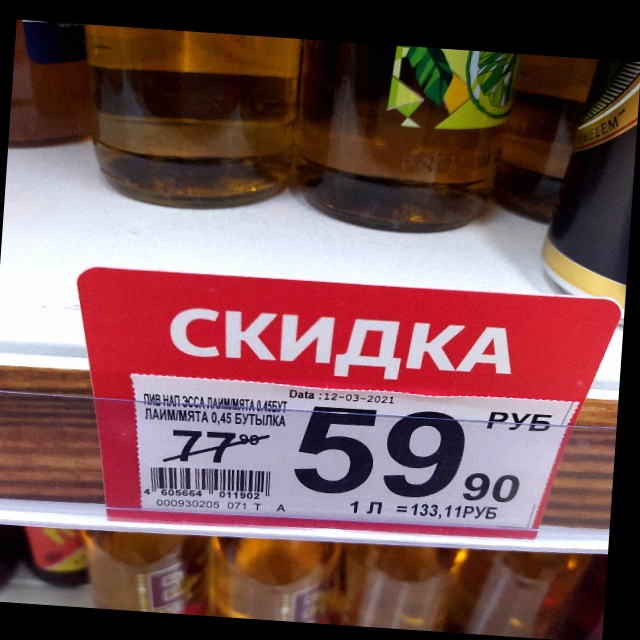 СКИДКА
Data :12-03-2021
ПИВ НАП ЭССА ЛАЙМ/МЯТА 0.45БУТ
ЛАЙМ/МЯТА 0,45 БУТЫЛКА
77 90
59 90
РУБ
4 605664 011902
000930205 071 Т А
1 Л =133,11РУБ